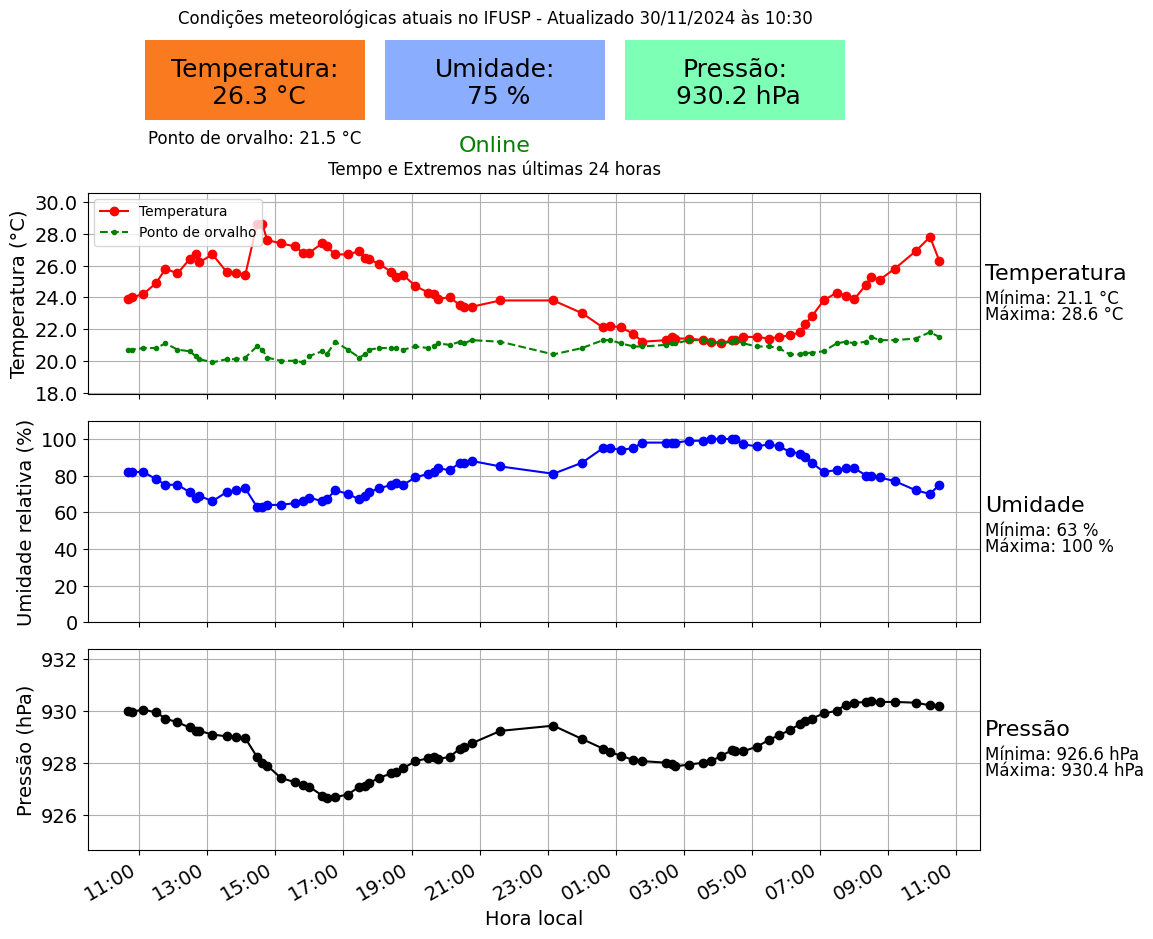 Condições meteorológicas atuais no IFUSP - Atualizado 30/11/2024 às 10:30
Temperatura:
26.3 °C
Umidade:
75 %
Pressão:
930.2 hPa
Ponto de orvalho: 21.5 °C
Online
Tempo e Extremos nas últimas 24 horas
Temperatura (°C)
30.0
28.0
26.0
24.0
22.0
20.0
18.0
Temperatura
Ponto de orvalho
Temperatura
Mínima: 21.1 °C
Máxima: 28.6 °C
Umidade relativa (%)
100
80
60
40
20
0
Umidade
Mínima: 63 %
Máxima: 100 %
Pressão (hPa)
932
930
928
926
Pressão
Mínima: 926.6 hPa
Máxima: 930.4 hPa
11:00 13:00 15:00 17:00 19:00 21:00 23:00 01:00 03:00 05:00 07:00 09:00 11:00
Hora local